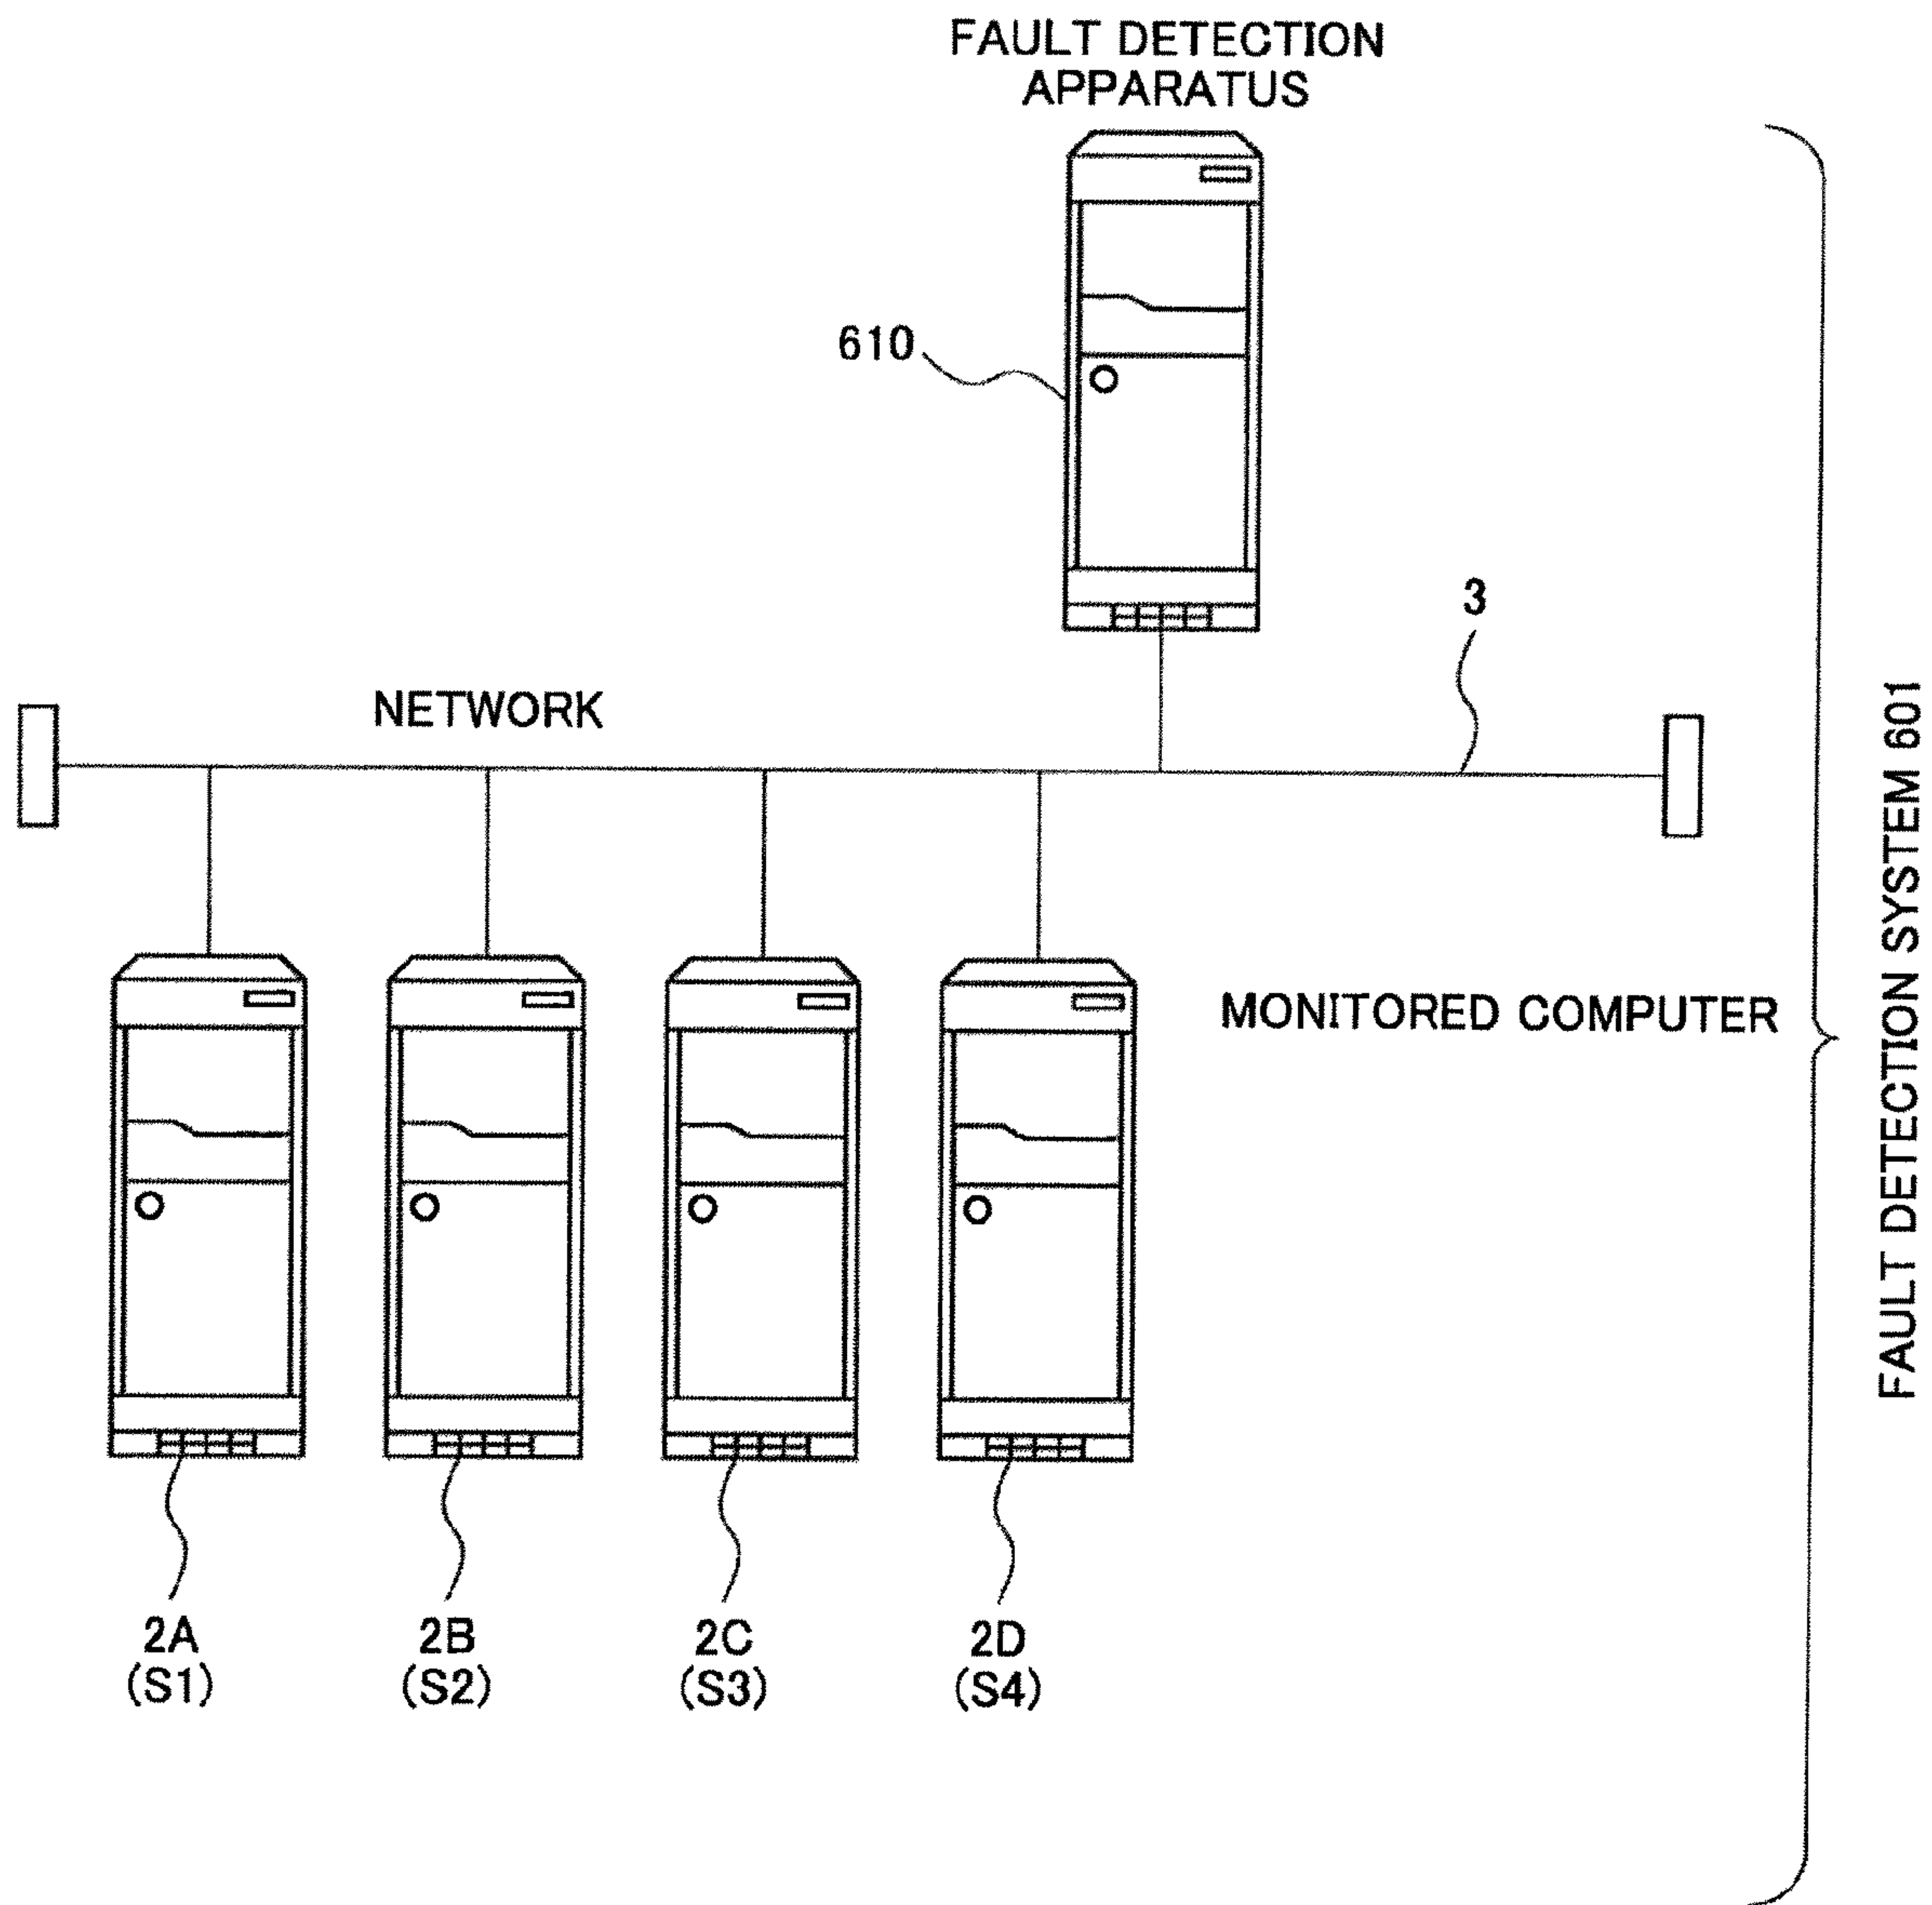 FAULT DETECTION
APPARATUS
610
3
NETWORK
MONITORED COMPUTER
2A
(S1)
2B
(S2)
2C
(S3)
2D
(S4)
FAULT DETECTION SYSTEM 601